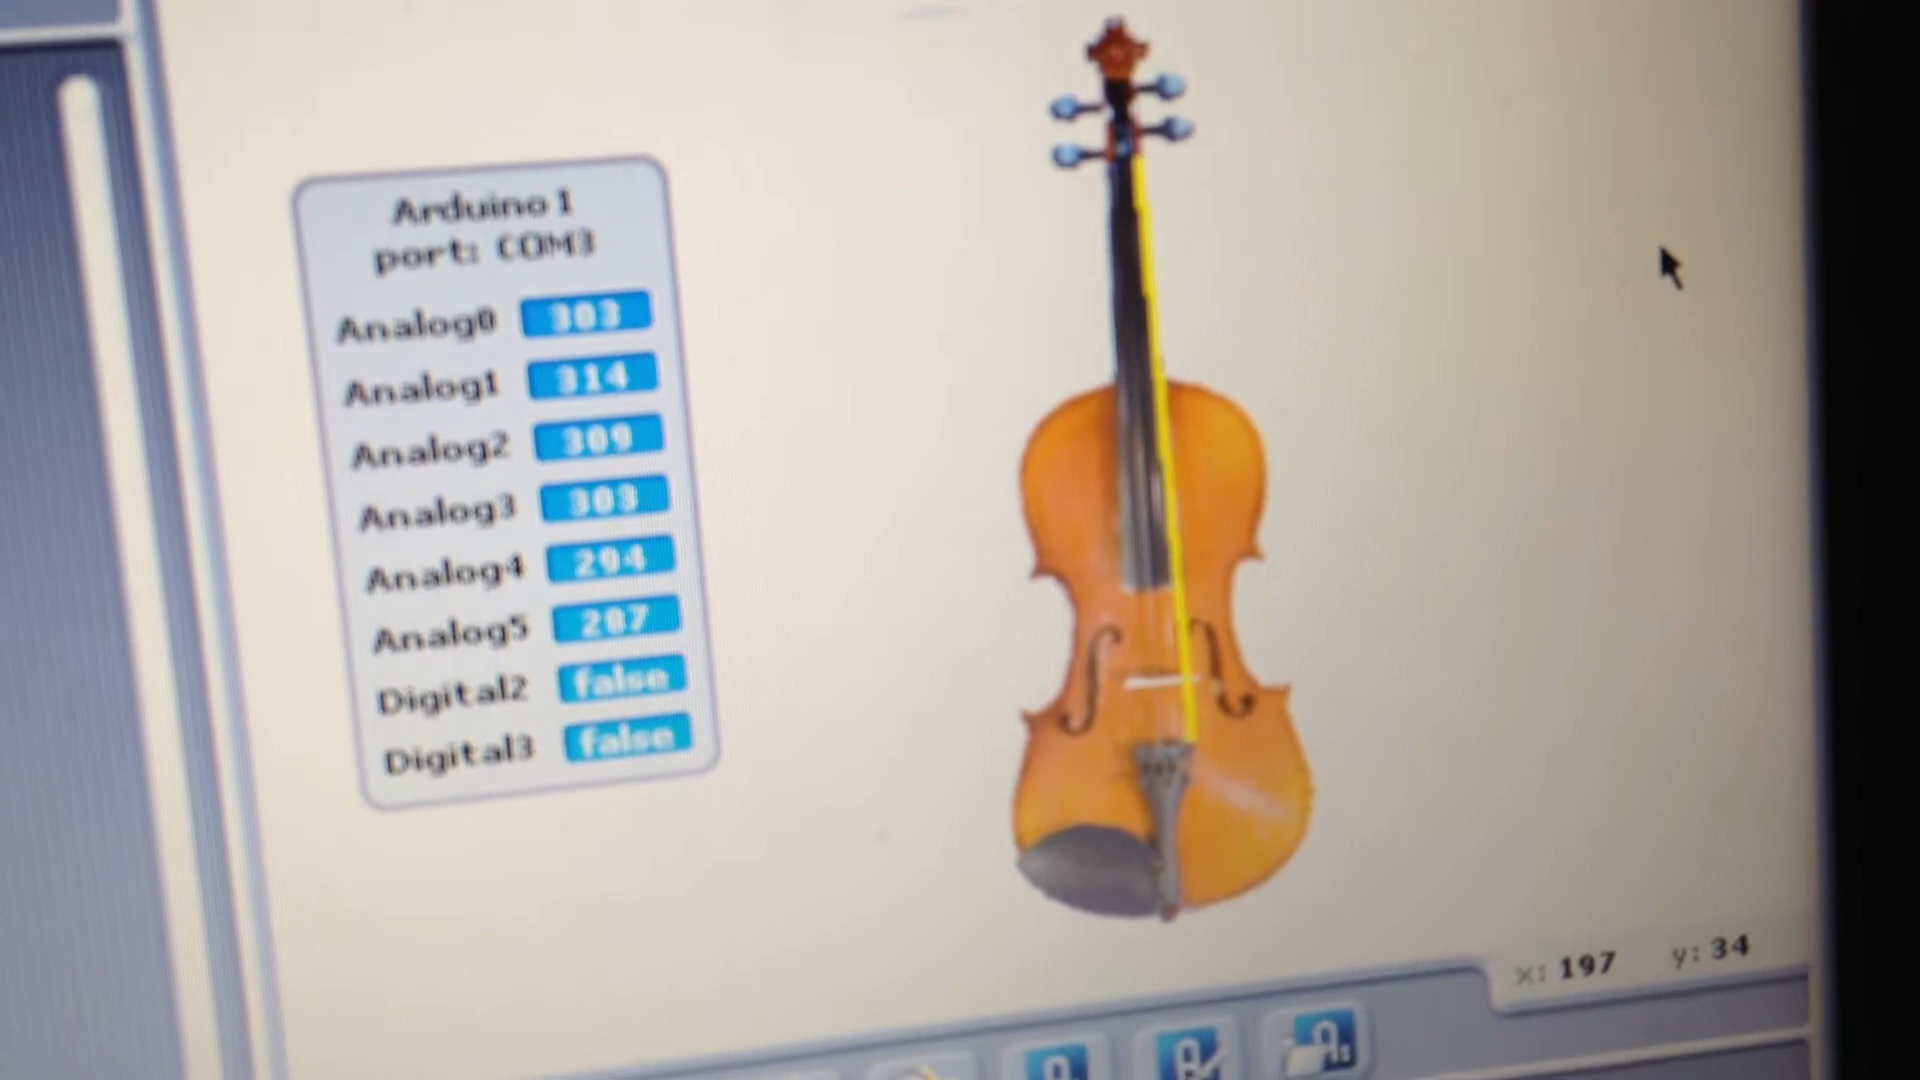 Arduino 1
port: COM3
Analog0 303
Analog1 314
Analog2 309
Analog3 303
Analog4 294
Analog5 287
Digital2 false
Digital3 false
x: 197 y: 34